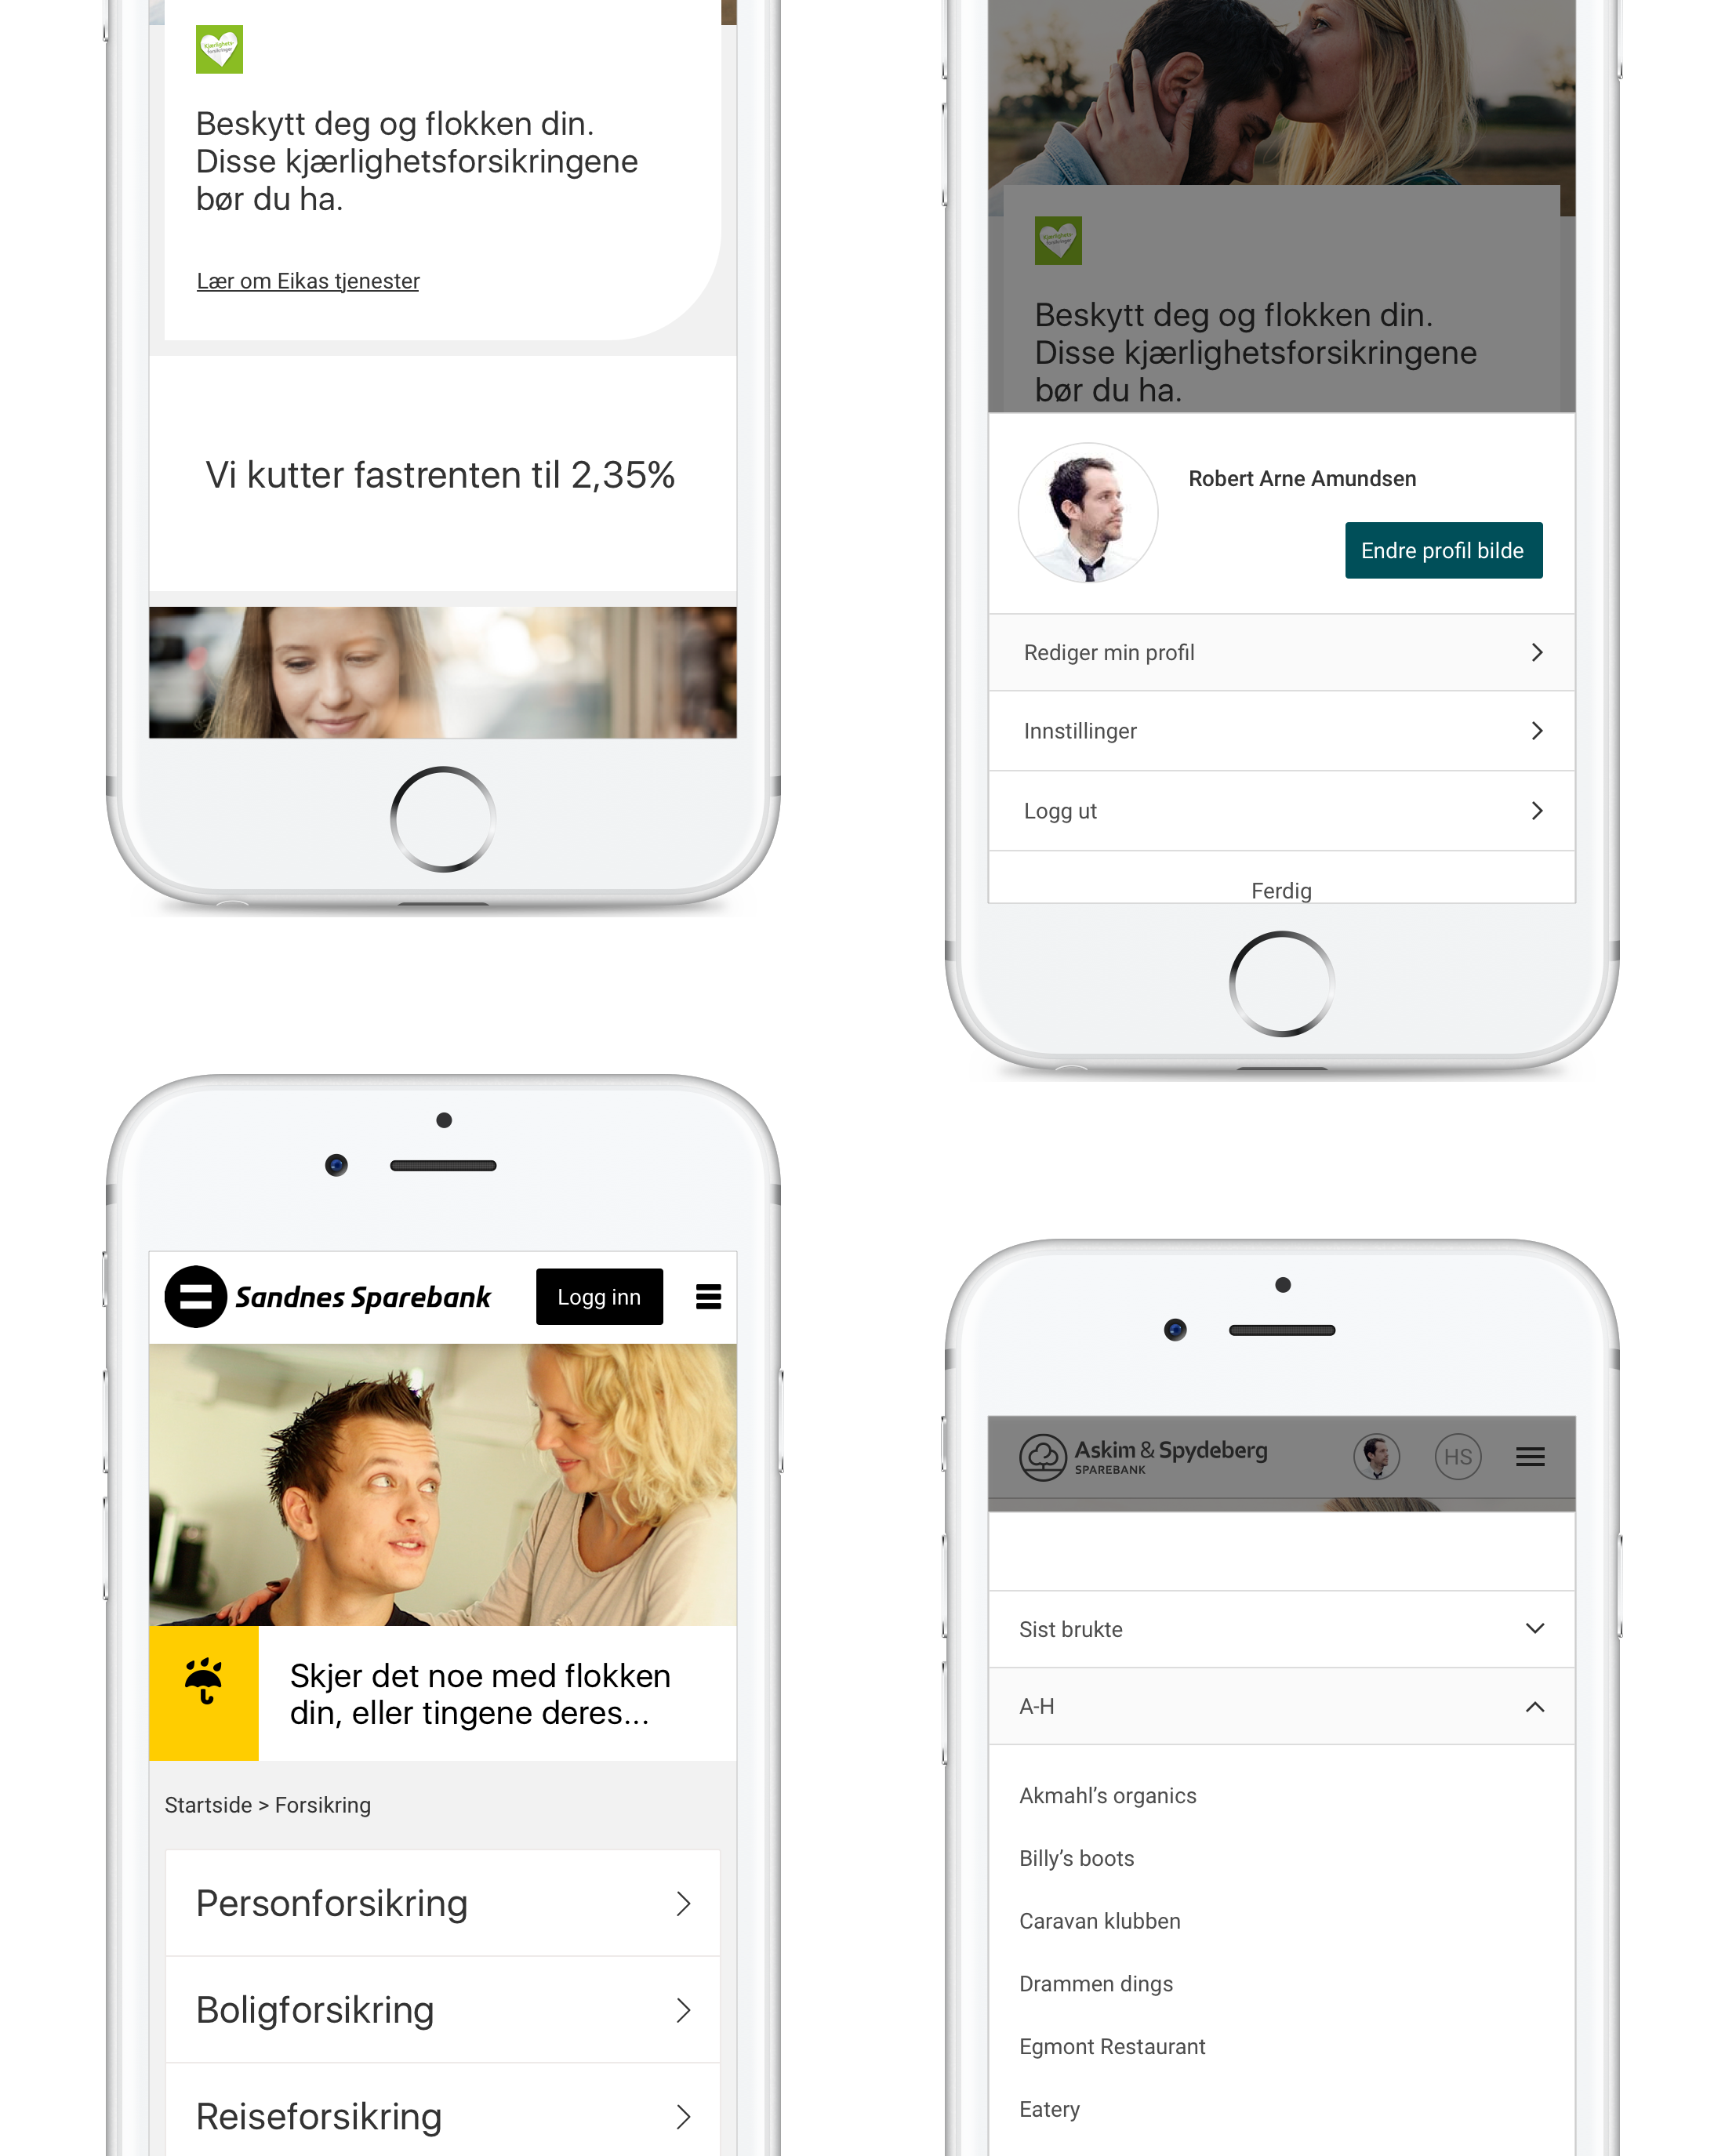 Kjærlighets-
forsikringer
Beskytt deg og flokken din.
Disse kjærlighetsforsikringene
bør du ha.
Lær om Eikas tjenester
Vi kutter fastrenten til 2,35%
Kjærlighets-
forsikringer
Beskytt deg og flokken din.
Disse kjærlighetsforsikringene
bør du ha.
Robert Arne Amundsen
Endre profil bilde
Rediger min profil
Innstillinger
Logg ut
Ferdig
Sandnes Sparebank
Logg inn
Skjer det noe med flokken
din, eller tingene deres...
Startside > Forsikring
Personforsikring
Boligforsikring
Reiseforsikring
Askim & Spydeberg
SPAREBANK
HS
Sist brukte
A-H
Akmahl’s organics
Billy’s boots
Caravan klubben
Drammen dings
Egmont Restaurant
Eatery